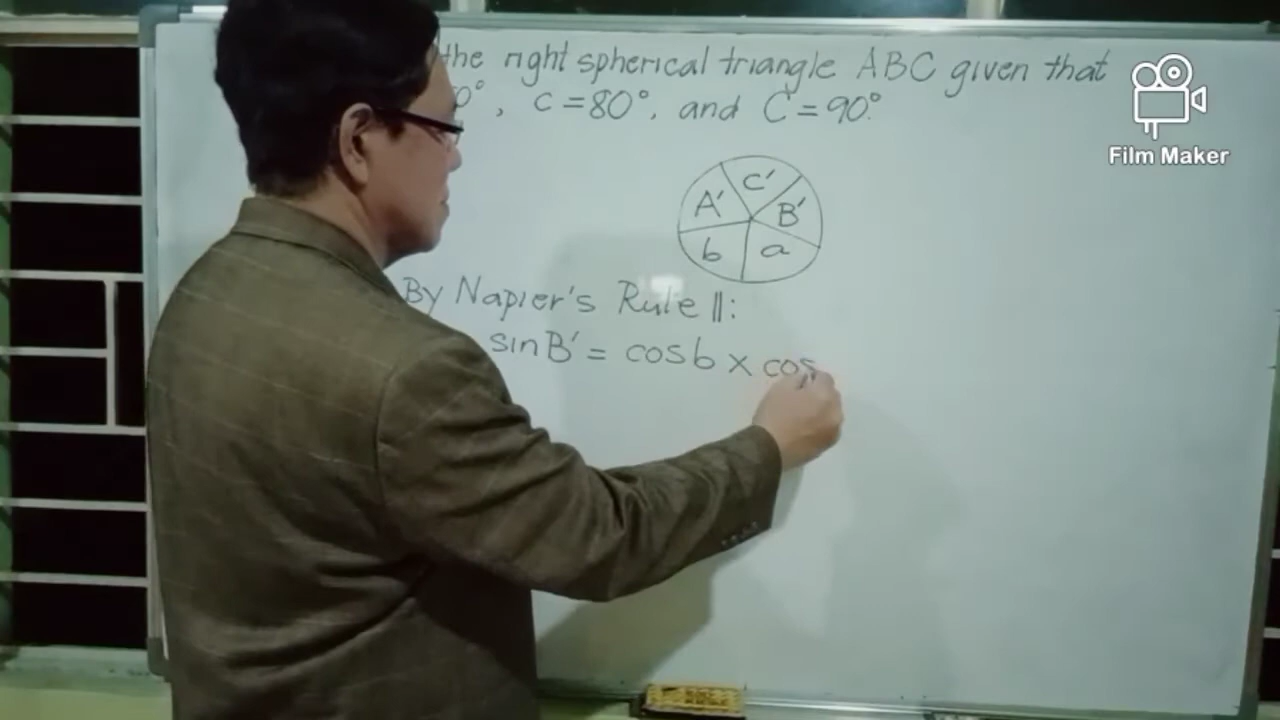 the right spherical triangle ABC given that
0°, c = 80°, and C = 90°.
C'
A'
B'
b
a
By Napier's Rule II:
sin B' = cos b x cos
Film Maker